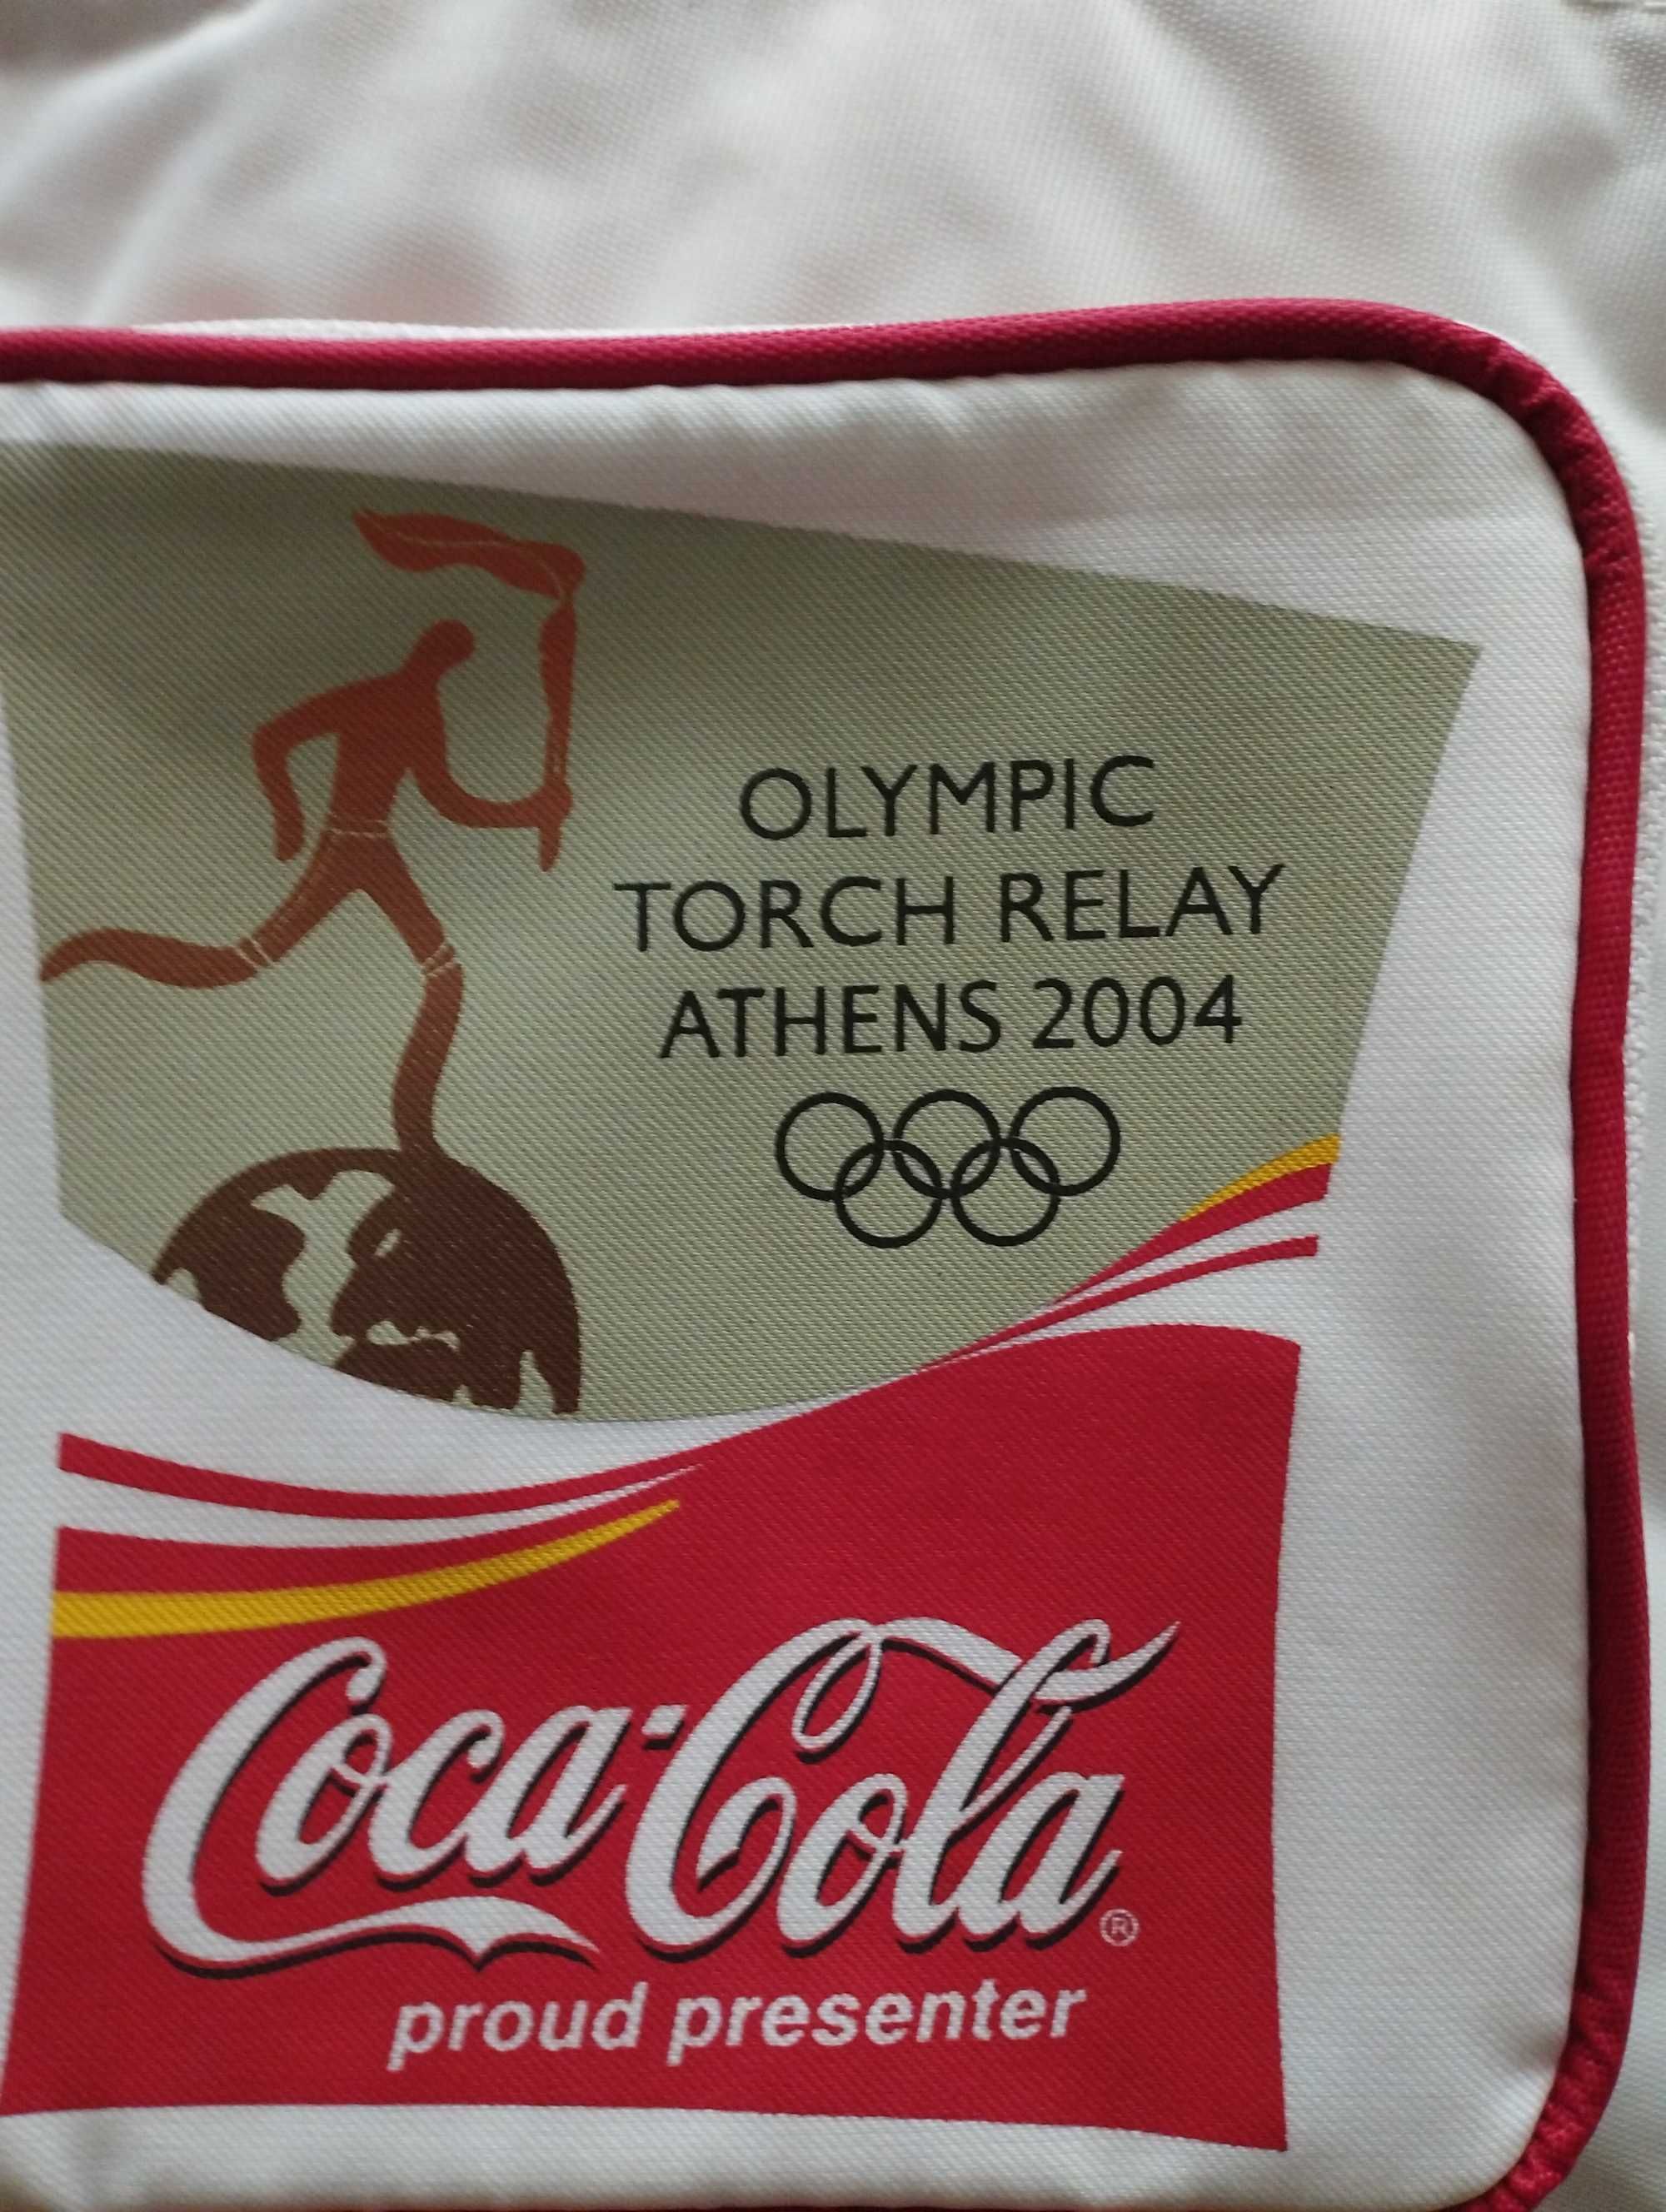 OLYMPIC
TORCH RELAY
ATHENS 2004
Coca-Cola®
proud presenter